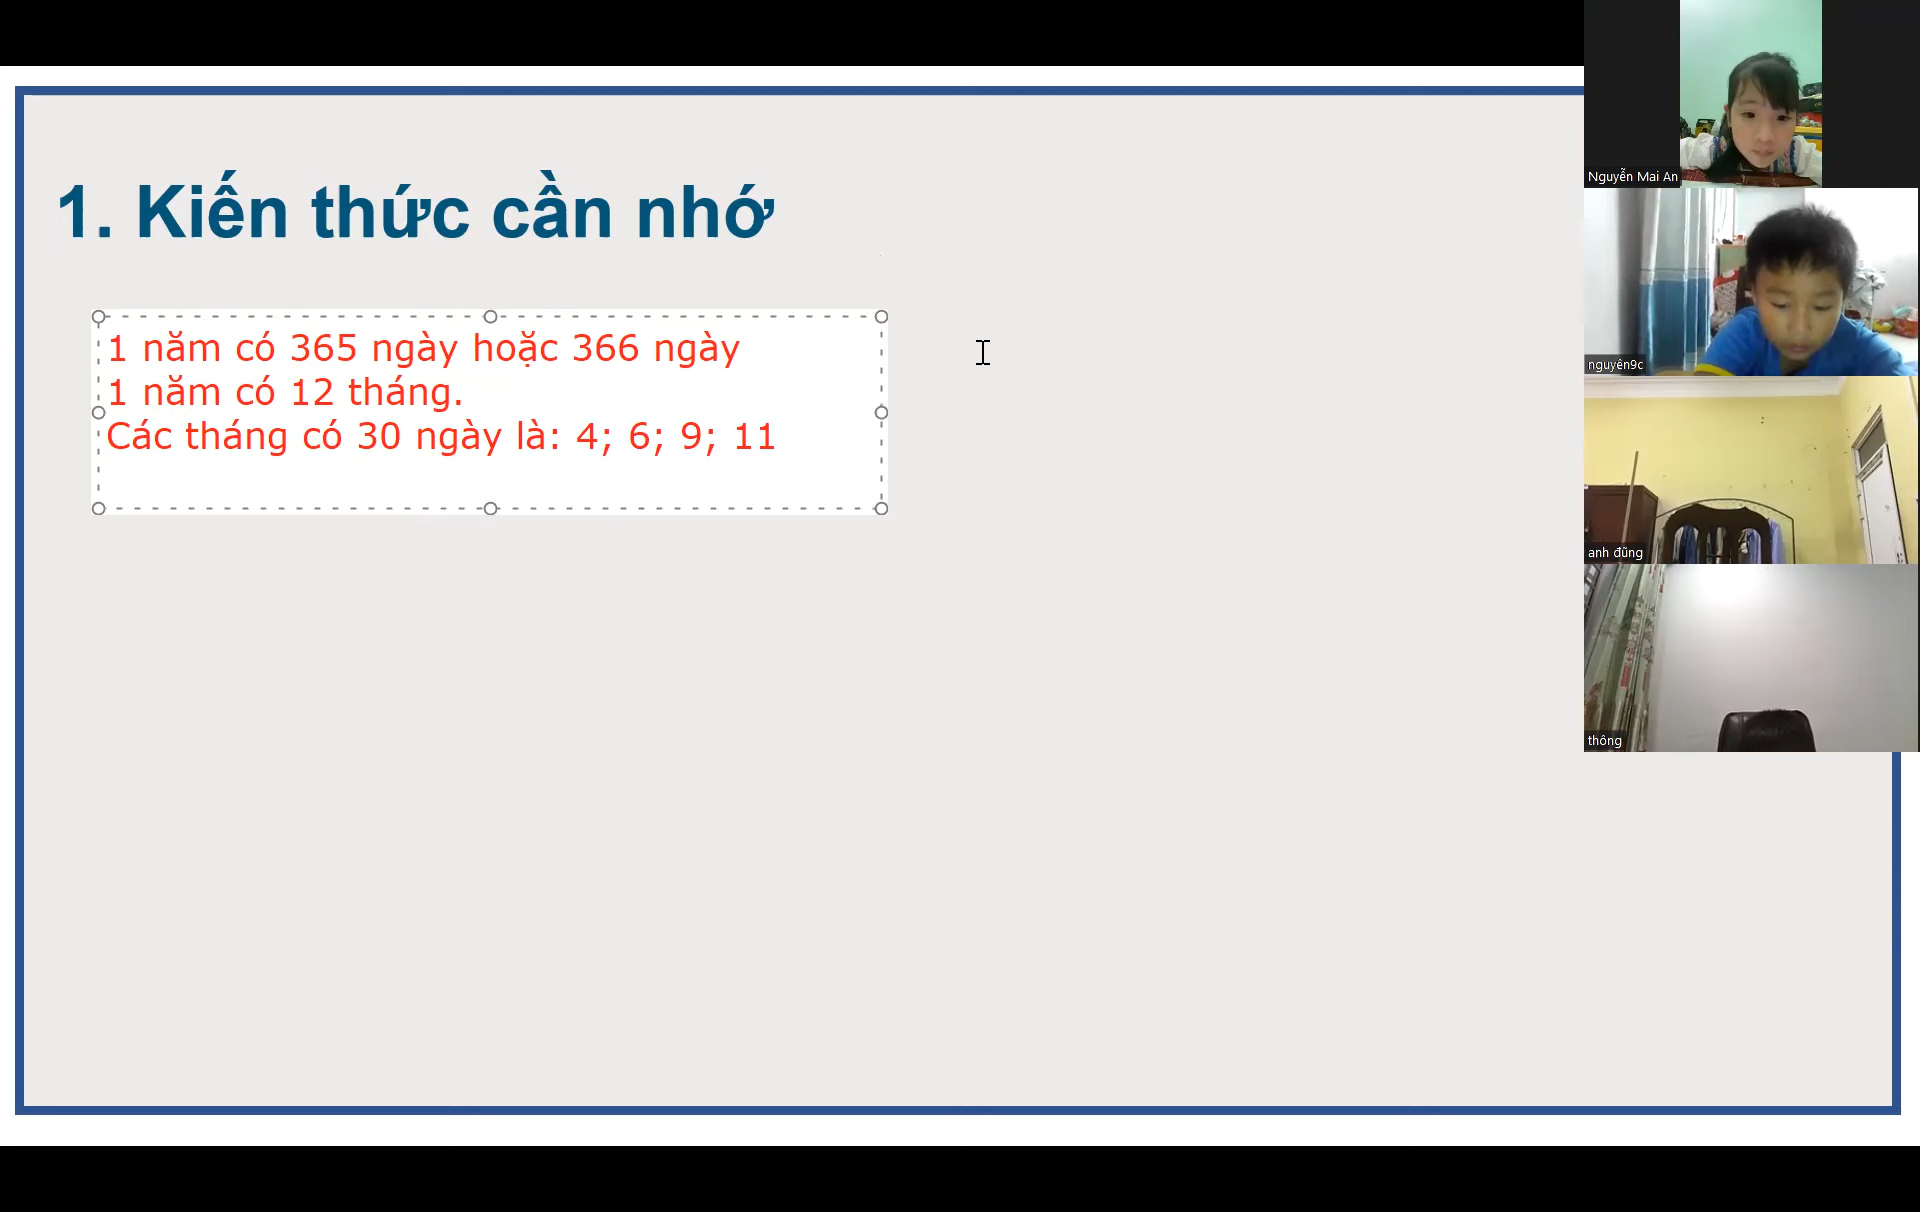 1. Kiến thức cần nhớ
1 năm có 365 ngày hoặc 366 ngày
1 năm có 12 tháng.
Các tháng có 30 ngày là: 4; 6; 9; 11
Nguyễn Mai An
nguyên9c
anh đũng
thông